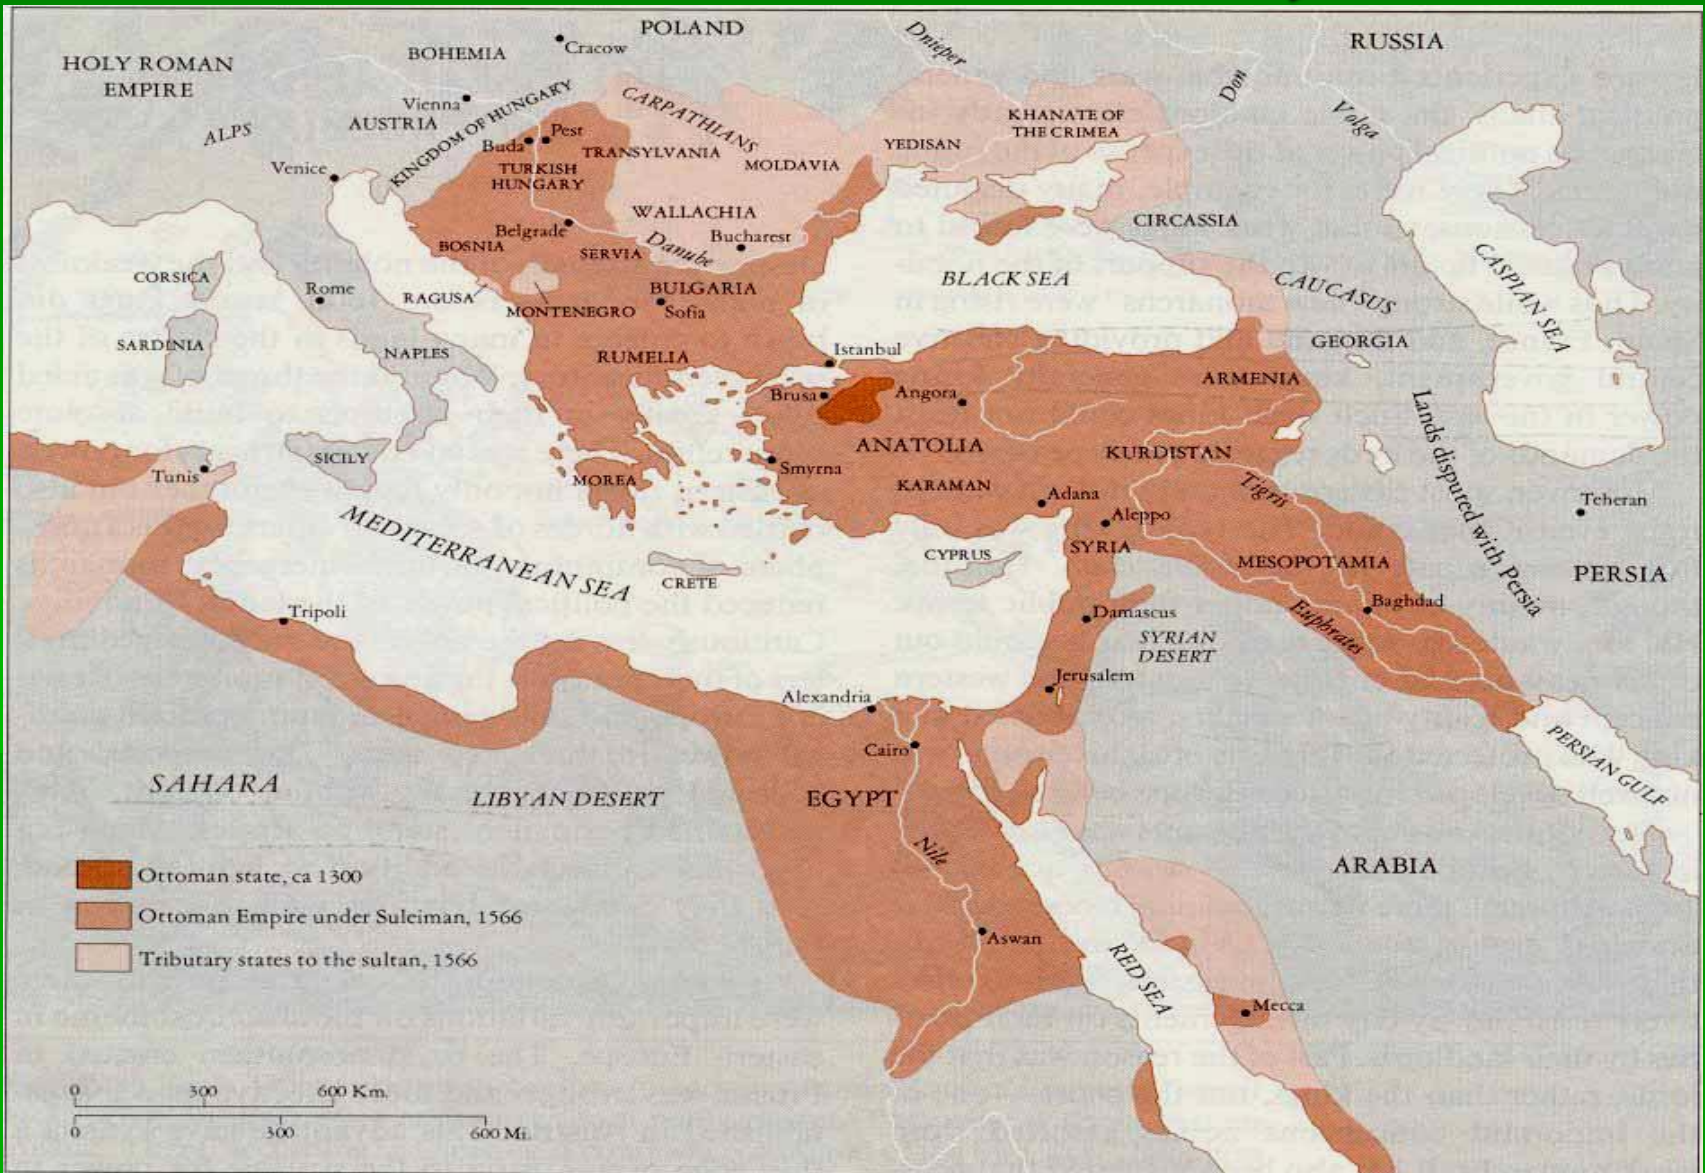 POLAND
Cracow
BOHEMIA
HOLY ROMAN
EMPIRE
Dnieper
RUSSIA
Don
Volga
Vienna
AUSTRIA
ALPS
KINGDOM OF HUNGARY
CARPATHIANS
KHANATE OF
THE CRIMEA
YEDISAN
Venice
Buda
Pest
TURKISH
HUNGARY
TRANSYLVANIA
MOLDAVIA
WALLACHIA
Bucharest
Danube
Belgrade
BOSNIA
SERVIA
CIRCASSIA
BLACK SEA
CAUCASUS
CASPIAN SEA
CORSICA
Rome
RAGUSA
MONTENEGRO
BULGARIA
Sofia
SARDINIA
NAPLES
RUMELIA
Istanbul
GEORGIA
ARMENIA
Brusa
Angora
ANATOLIA
KURDISTAN
Lands disputed with Persia
SICILY
Tunis
MOREA
Smyrna
KARAMAN
Adana
Aleppo
Tigris
Teheran
MEDITERRANEAN SEA
CRETE
CYPRUS
SYRIA
MESOPOTAMIA
PERSIA
Tripoli
Damascus
SYRIAN
DESERT
Euphrates
Baghdad
Jerusalem
Alexandria
Cairo
PERSIAN GULF
SAHARA
LIBYAN DESERT
EGYPT
Nile
ARABIA
Aswan
RED SEA
Mecca
Ottoman state, ca 1300
Ottoman Empire under Suleiman, 1566
Tributary states to the sultan, 1566
0 300 600 Km.
0 300 600 Mi.